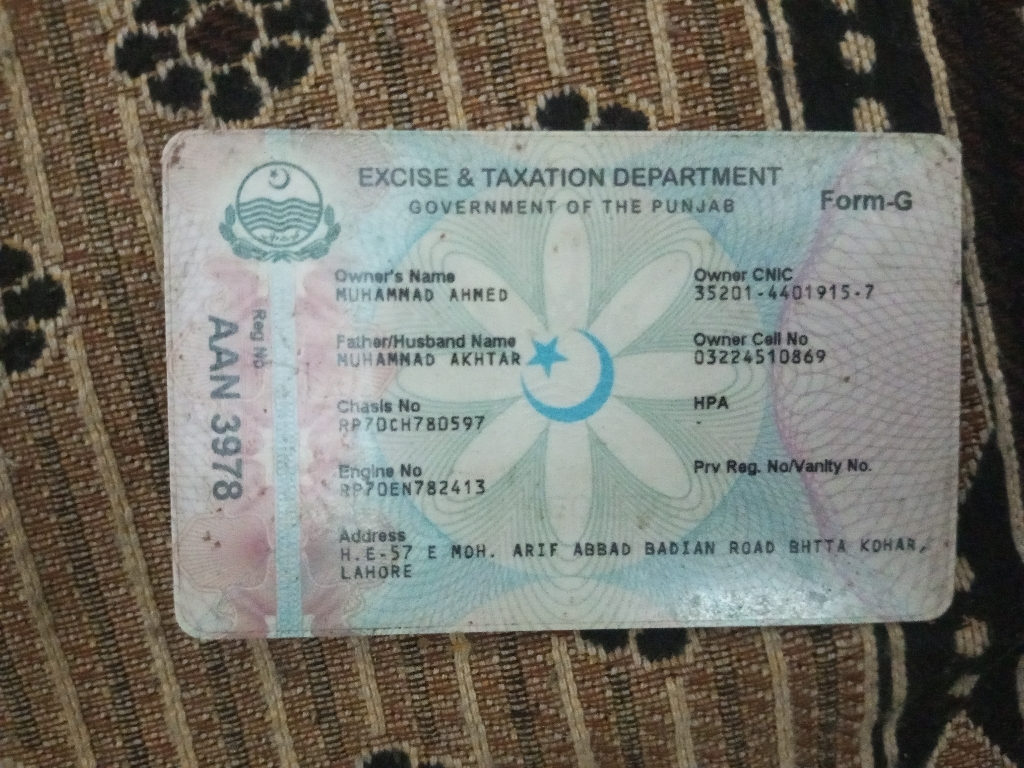 EXCISE & TAXATION DEPARTMENT
GOVERNMENT OF THE PUNJAB
Form-G
Reg No
AAN 3978
Owner's Name
MUHAMMAD AHMED
Owner CNIC
35201-4401915-7
Father/Husband Name
MUHAMMAD AKHTAR
Owner Cell No
03224510869
Chasis No
RP70CH780597
HPA
Engine No
RP70EN782413
Prv Reg. No/Vanity No.
Address
H.E-57 E MOH. ARIF ABBAD BADIAN ROAD BHTTA KOHAR,
LAHORE